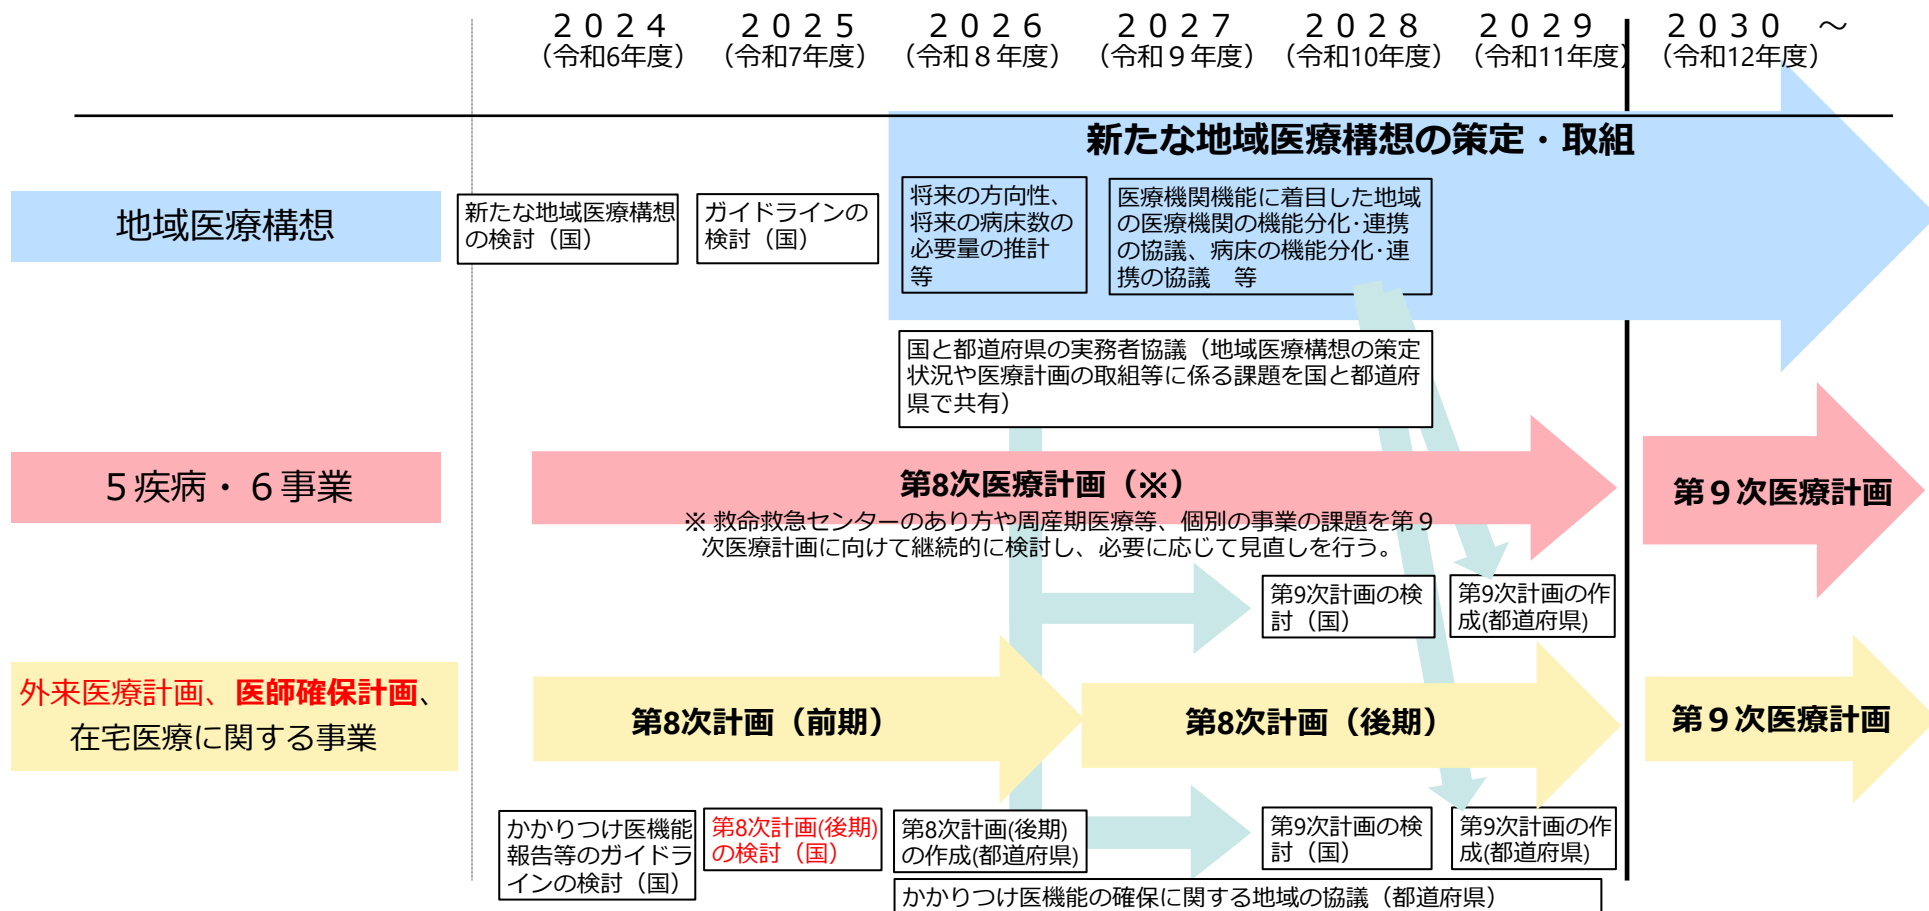 ２０２４
（令和6年度）
２０２５
（令和7年度）
２０２６
（令和８年度）
２０２７
（令和９年度）
２０２８
（令和10年度）
２０２９
（令和11年度）
２０３０　～
（令和12年度）
新たな地域医療構想の策定・取組
地域医療構想
新たな地域医療構想
の検討（国）
ガイドラインの
検討（国）
将来の方向性、
将来の病床数の
必要量の推計
等
医療機関機能に着目した地域
の医療機関の機能分化・連携
の協議、病床の機能分化・連
携の協議　等
国と都道府県の実務者協議（地域医療構想の策定
状況や医療計画の取組等に係る課題を国と都道府
県で共有）
５疾病・６事業
第8次医療計画（※）
※ 救命救急センターのあり方や周産期医療等、個別の事業の課題を第９
次医療計画に向けて継続的に検討し、必要に応じて見直しを行う。
第９次医療計画
第9次計画の検
討（国）
第9次計画の作
成(都道府県)
外来医療計画、医師確保計画、
在宅医療に関する事業
第8次計画（前期）
第8次計画（後期）
第９次医療計画
かかりつけ医機能
報告等のガイドラ
インの検討（国）
第8次計画(後期)
の検討（国）
第8次計画(後期)
の作成(都道府県)
第9次計画の検
討（国）
第9次計画の作
成(都道府県)
かかりつけ医機能の確保に関する地域の協議（都道府県）